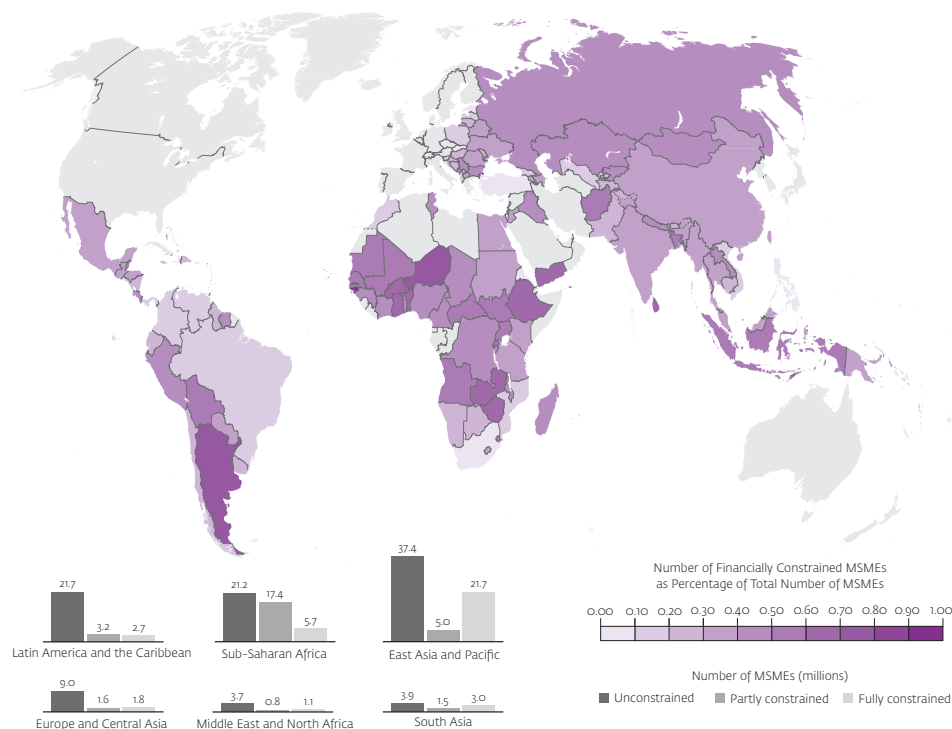 37.4
21.7
21.2
17.4
21.7
5.7
5.0
3.2
2.7
Latin America and the Caribbean
Sub-Saharan Africa
East Asia and Pacific
9.0
1.6
1.8
3.7
0.8
1.1
3.9
1.5
3.0
Europe and Central Asia
Middle East and North Africa
South Asia
Number of Financially Constrained MSMEs
as Percentage of Total Number of MSMEs
0.00 0.10 0.20 0.30 0.40 0.50 0.60 0.70 0.80 0.90 1.00
Number of MSMEs (millions)
Unconstrained Partly constrained Fully constrained